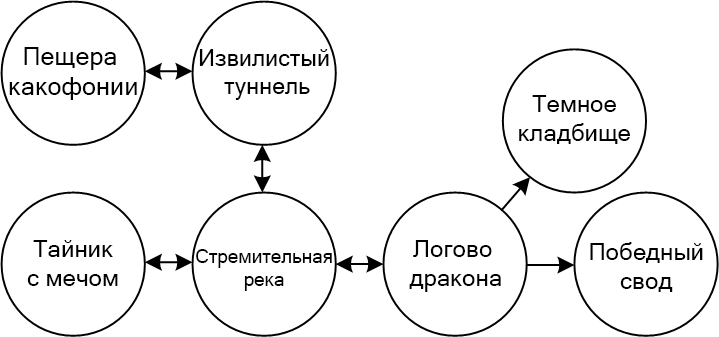 Пещера
какофонии
Извилистый
туннель
Темное
кладбище
Тайник
с мечом
Стремительная
река
Логово
дракона
Победный
свод